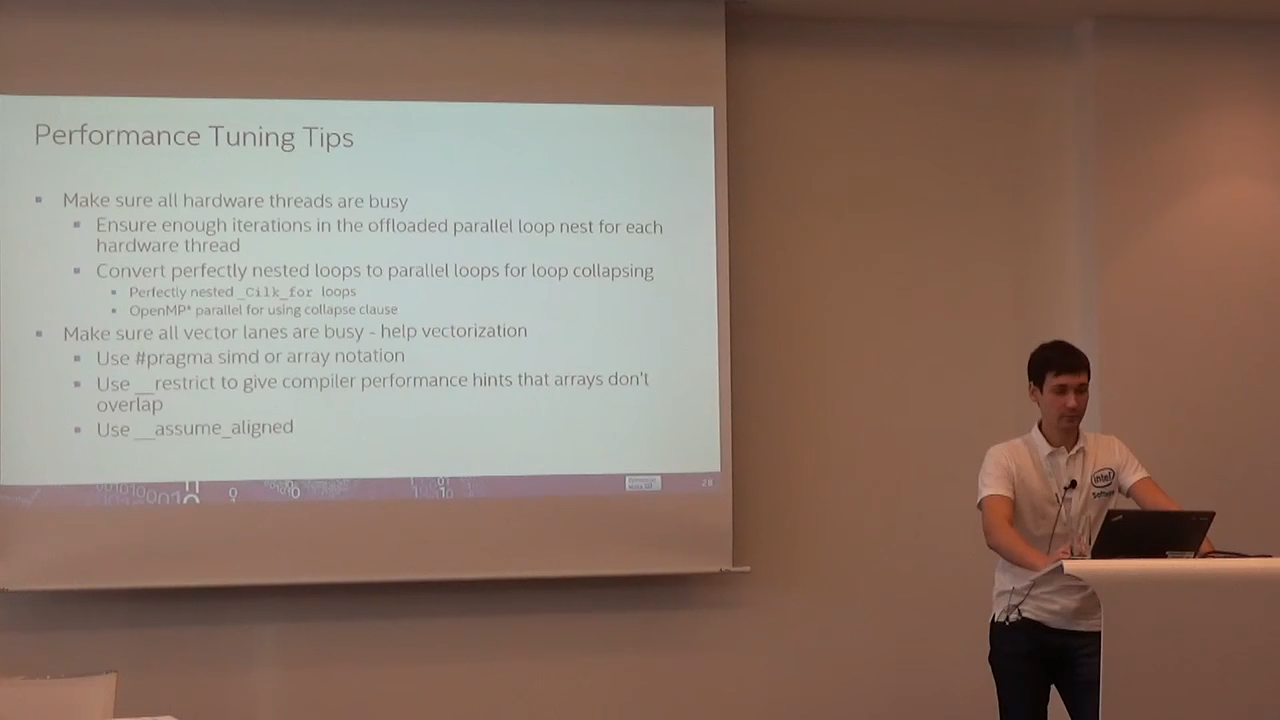 Performance Tuning Tips
Make sure all hardware threads are busy
Ensure enough iterations in the offloaded parallel loop nest for each
hardware thread
Convert perfectly nested loops to parallel loops for loop collapsing
Perfectly nested _Cilk_for loops
OpenMP* parallel for using collapse clause
Make sure all vector lanes are busy - help vectorization
Use #pragma simd or array notation
Use __restrict to give compiler performance hints that arrays don't
overlap
Use __assume_aligned
28
intel
Software